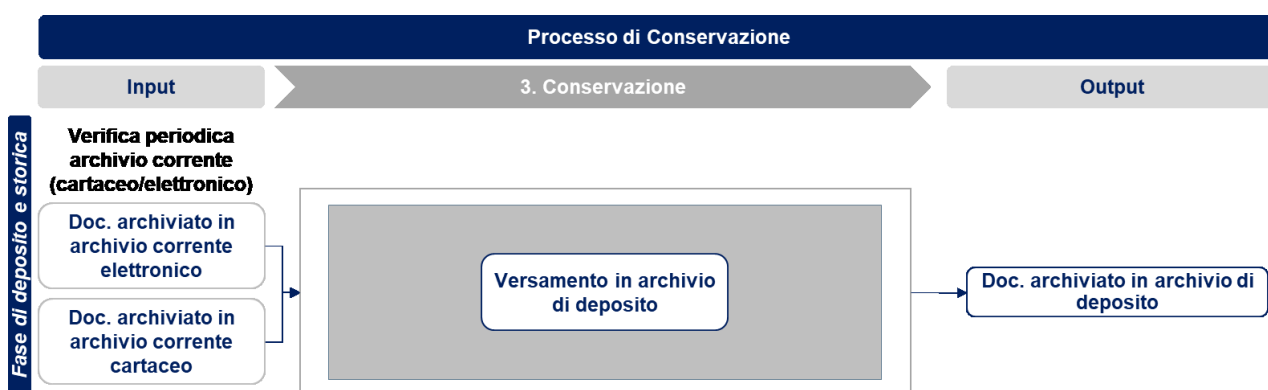 Processo di Conservazione
Input
3. Conservazione
Output
Fase di deposito e storica
Verifica periodica
archivio corrente
(cartaceo/elettronico)
Doc. archiviato in
archivio corrente
elettronico
Doc. archiviato in
archivio corrente
cartaceo
Versamento in archivio
di deposito
Doc. archiviato in archivio di
deposito